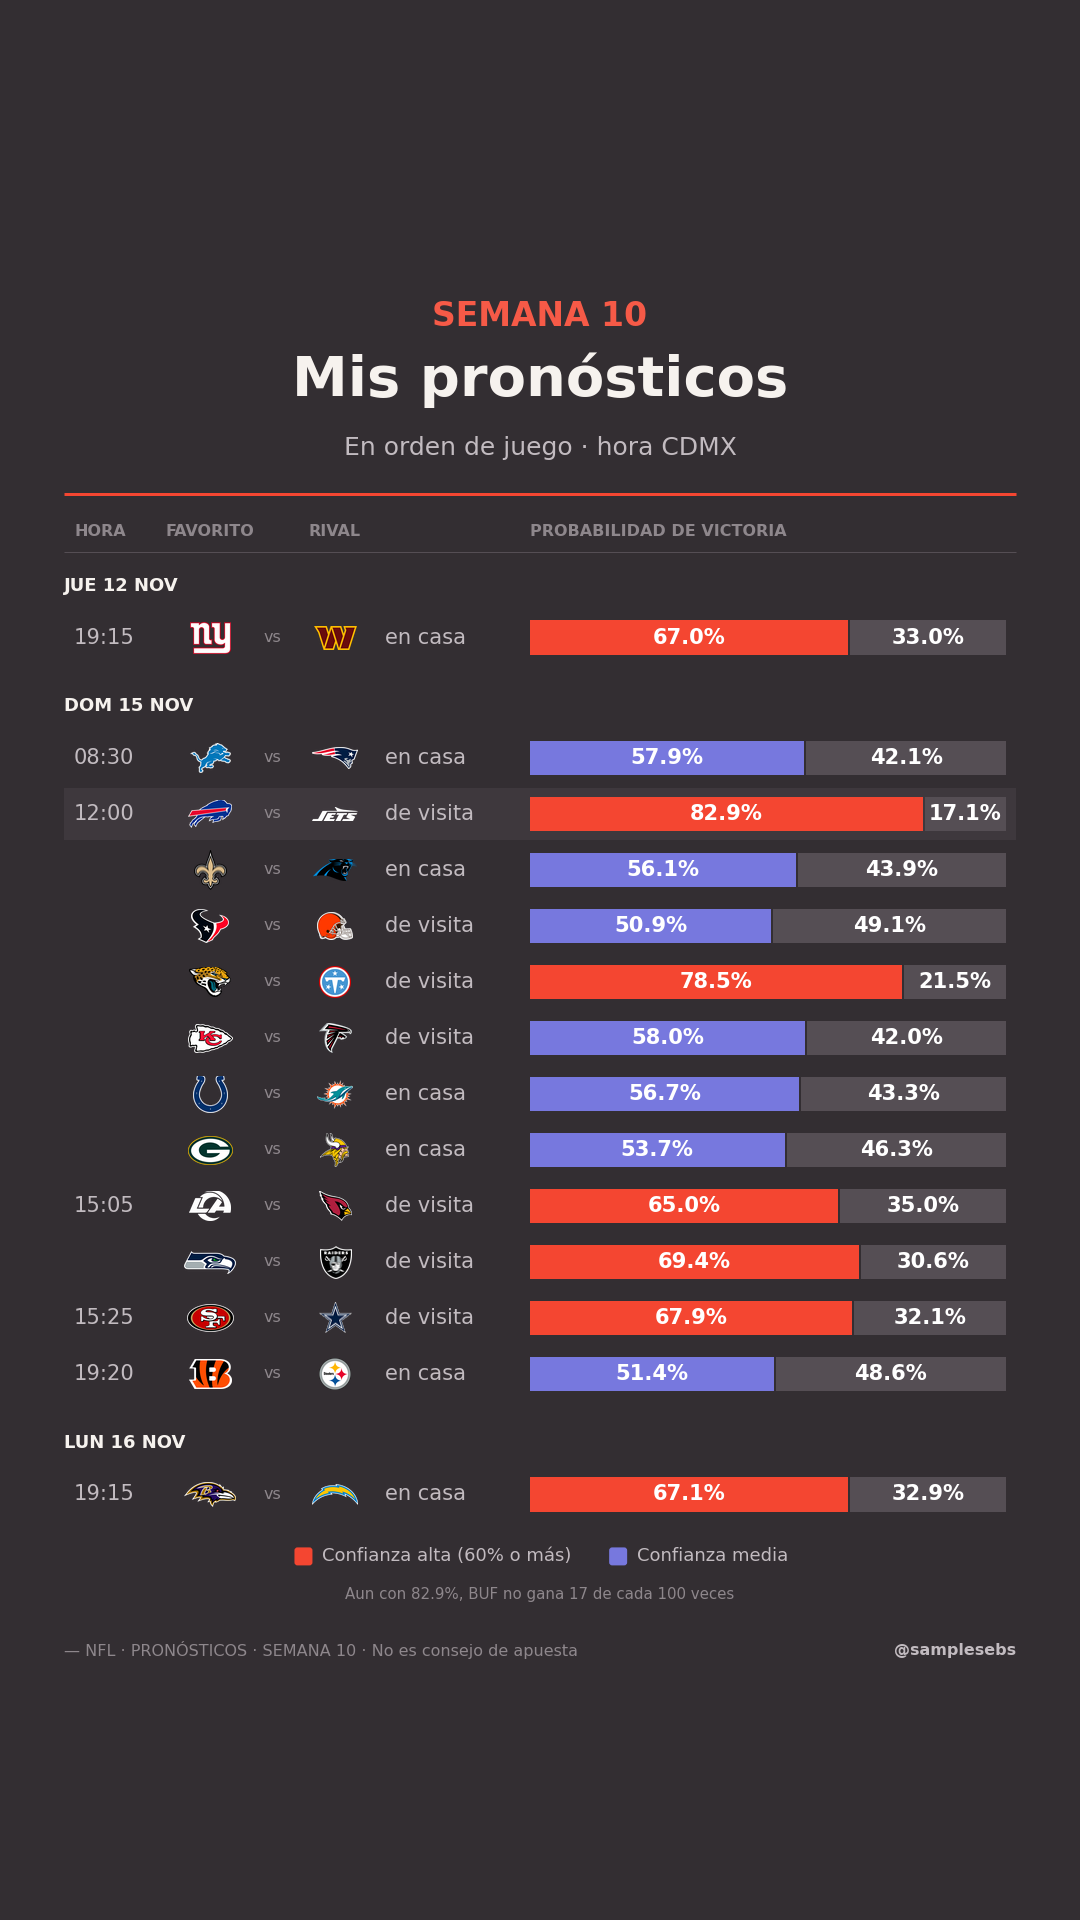 SEMANA 10
Mis pronósticos
En orden de juego · hora CDMX
HORA FAVORITO RIVAL PROBABILIDAD DE VICTORIA
JUE 12 NOV
19:15 ny vs W en casa 67.0% 33.0%
DOM 15 NOV
08:30 vs en casa 57.9% 42.1%
12:00 vs JETS de visita 82.9% 17.1%
vs en casa 56.1% 43.9%
vs de visita 50.9% 49.1%
vs T de visita 78.5% 21.5%
KC vs de visita 58.0% 42.0%
vs en casa 56.7% 43.3%
G vs en casa 53.7% 46.3%
15:05 LA vs de visita 65.0% 35.0%
vs RAIDERS de visita 69.4% 30.6%
15:25 SF vs de visita 67.9% 32.1%
19:20 B vs en casa 51.4% 48.6%
LUN 16 NOV
19:15 B vs en casa 67.1% 32.9%
Confianza alta (60% o más) Confianza media
Aun con 82.9%, BUF no gana 17 de cada 100 veces
— NFL · PRONÓSTICOS · SEMANA 10 · No es consejo de apuesta @samplesebs